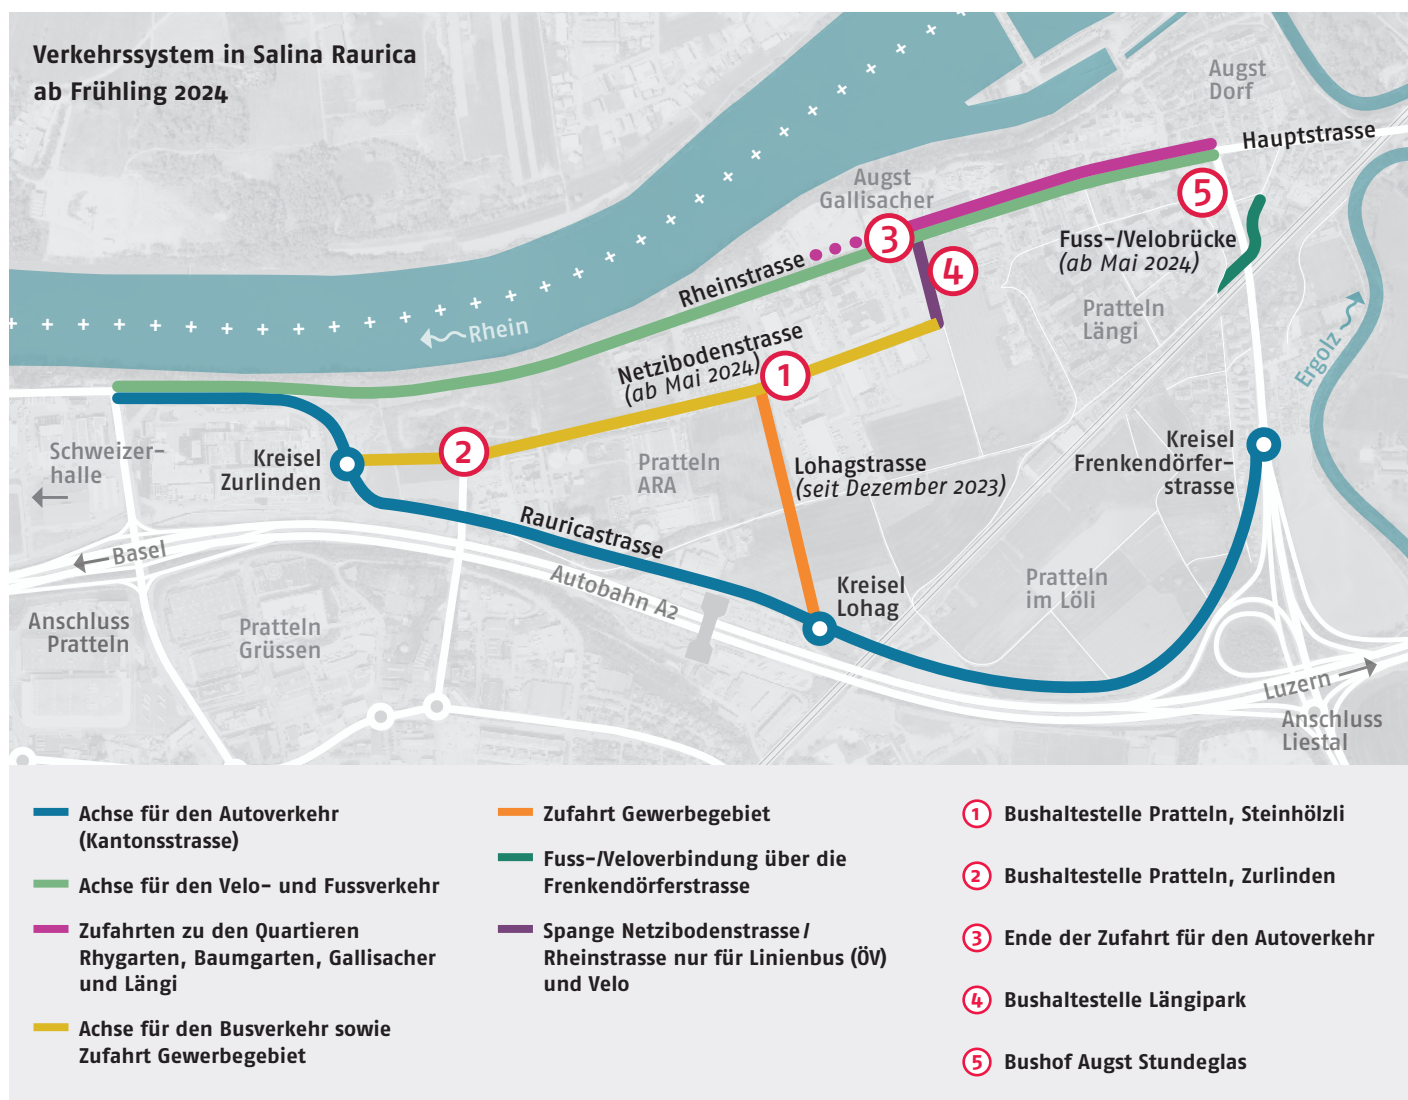 Verkehrssystem in Salina Raurica
ab Frühling 2024
Augst
Dorf
Hauptstrasse
Augst
Gallisacher
5
3
Fuss-/Velobrücke
(ab Mai 2024)
4
Rheinstrasse
Pratteln
Längi
Rhein
Ergolz
Netzibodenstrasse
(ab Mai 2024)
1
Schweizer-
halle
Kreisel
Zurlinden
2
Pratteln
ARA
Lohagstrasse
(seit Dezember 2023)
Kreisel
Frenkendörfer-
strasse
Rauricastrasse
Basel
Autobahn A2
Kreisel
Lohag
Pratteln
im Löli
Anschluss
Pratteln
Pratteln
Grüssen
Luzern
Anschluss
Liestal
Achse für den Autoverkehr
(Kantonsstrasse)
Achse für den Velo- und Fussverkehr
Zufahrten zu den Quartieren
Rhygarten, Baumgarten, Gallisacher
und Längi
Achse für den Busverkehr sowie
Zufahrt Gewerbegebiet
Zufahrt Gewerbegebiet
Fuss-/Veloverbindung über die
Frenkendörferstrasse
Spange Netzibodenstrasse/
Rheinstrasse nur für Linienbus (ÖV)
und Velo
1 Bushaltestelle Pratteln, Steinhölzli
2 Bushaltestelle Pratteln, Zurlinden
3 Ende der Zufahrt für den Autoverkehr
4 Bushaltestelle Längipark
5 Bushof Augst Stundeglas